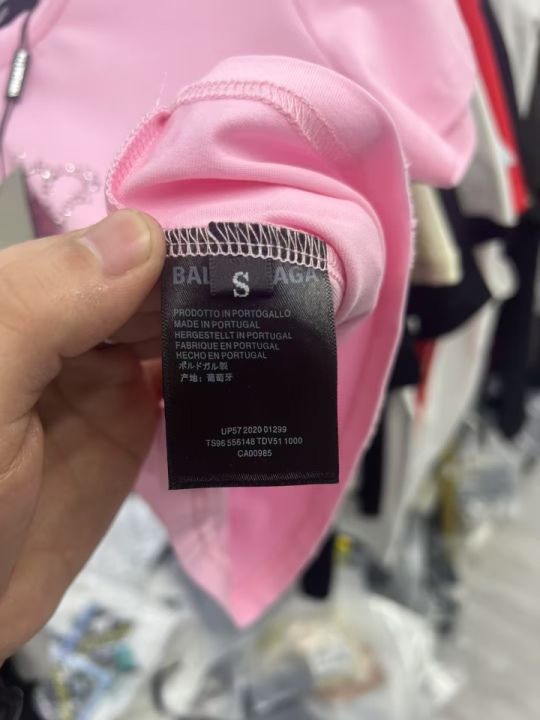 BAL S AGA
PRODOTTO IN PORTOGALLO
MADE IN PORTUGAL
HERGESTELLT IN PORTUGAL
FABRIQUE EN PORTUGAL
HECHO EN PORTUGAL
ポルドガル製
产地：葡萄牙
UP57 2020 01299
TS96 556148 TDV51 1000
CA00985